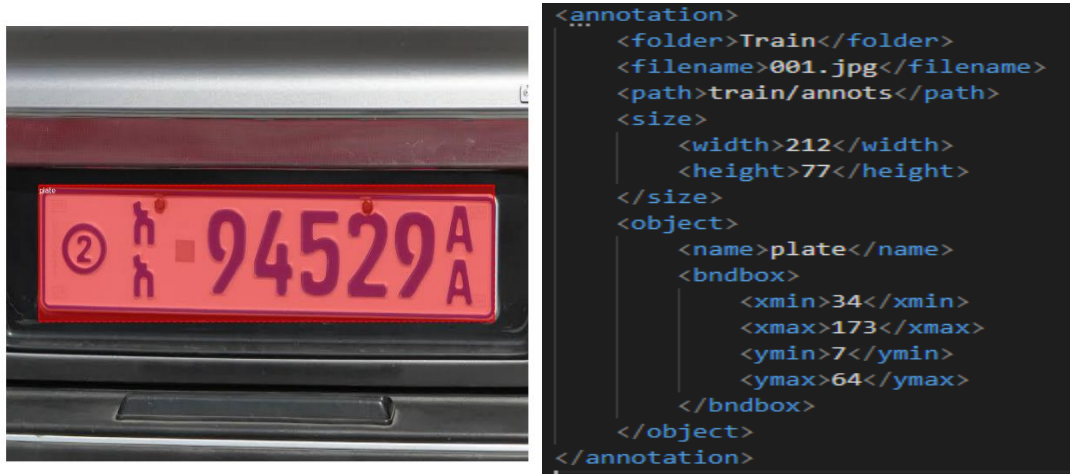 plate
2
አ
አ
94529
A
A
<annotation>
<folder>Train</folder>
<filename>001.jpg</filename>
<path>train/annots</path>
<size>
<width>212</width>
<height>77</height>
</size>
<object>
<name>plate</name>
<bndbox>
<xmin>34</xmin>
<xmax>173</xmax>
<ymin>7</ymin>
<ymax>64</ymax>
</bndbox>
</object>
</annotation>